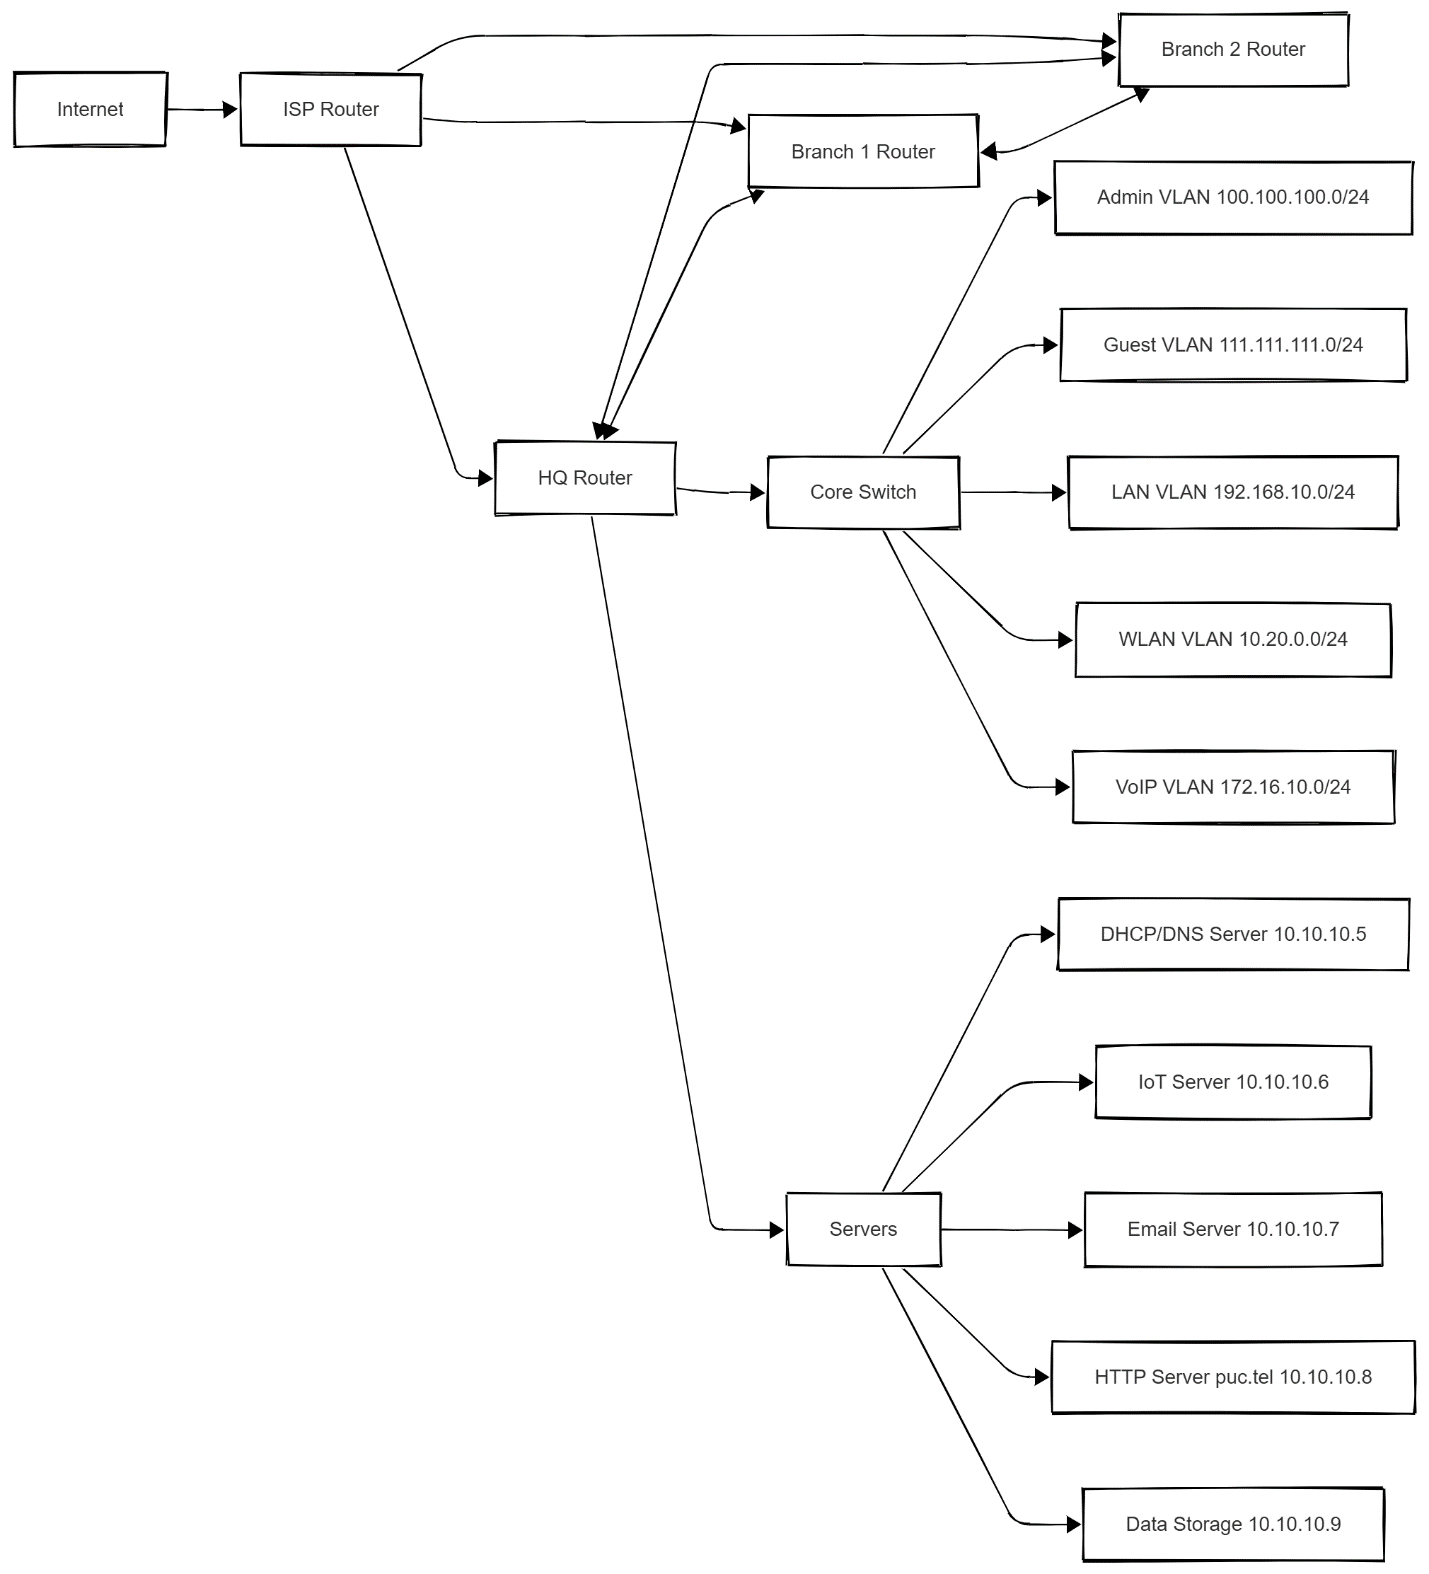 Internet
ISP Router
Branch 2 Router
Branch 1 Router
Admin VLAN 100.100.100.0/24
Guest VLAN 111.111.111.0/24
HQ Router
Core Switch
LAN VLAN 192.168.10.0/24
WLAN VLAN 10.20.0.0/24
VoIP VLAN 172.16.10.0/24
DHCP/DNS Server 10.10.10.5
IoT Server 10.10.10.6
Servers
Email Server 10.10.10.7
HTTP Server puc.tel 10.10.10.8
Data Storage 10.10.10.9